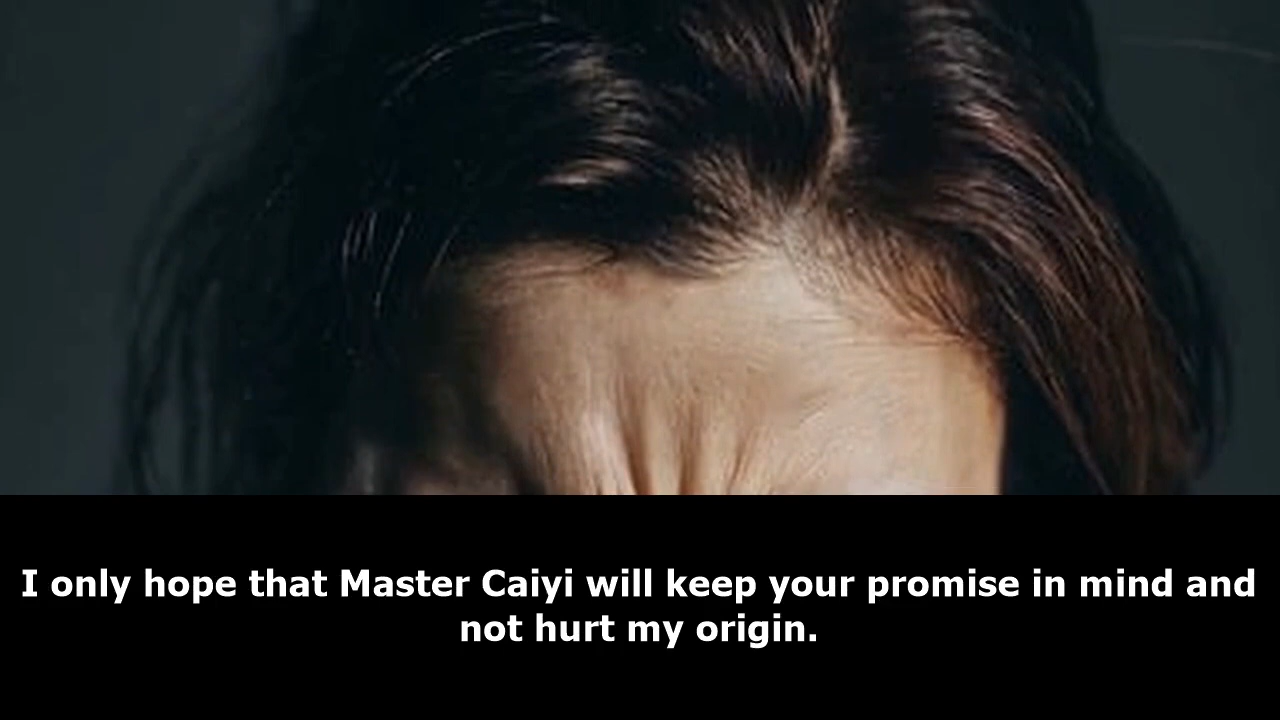 I only hope that Master Caiyi will keep your promise in mind and
not hurt my origin.